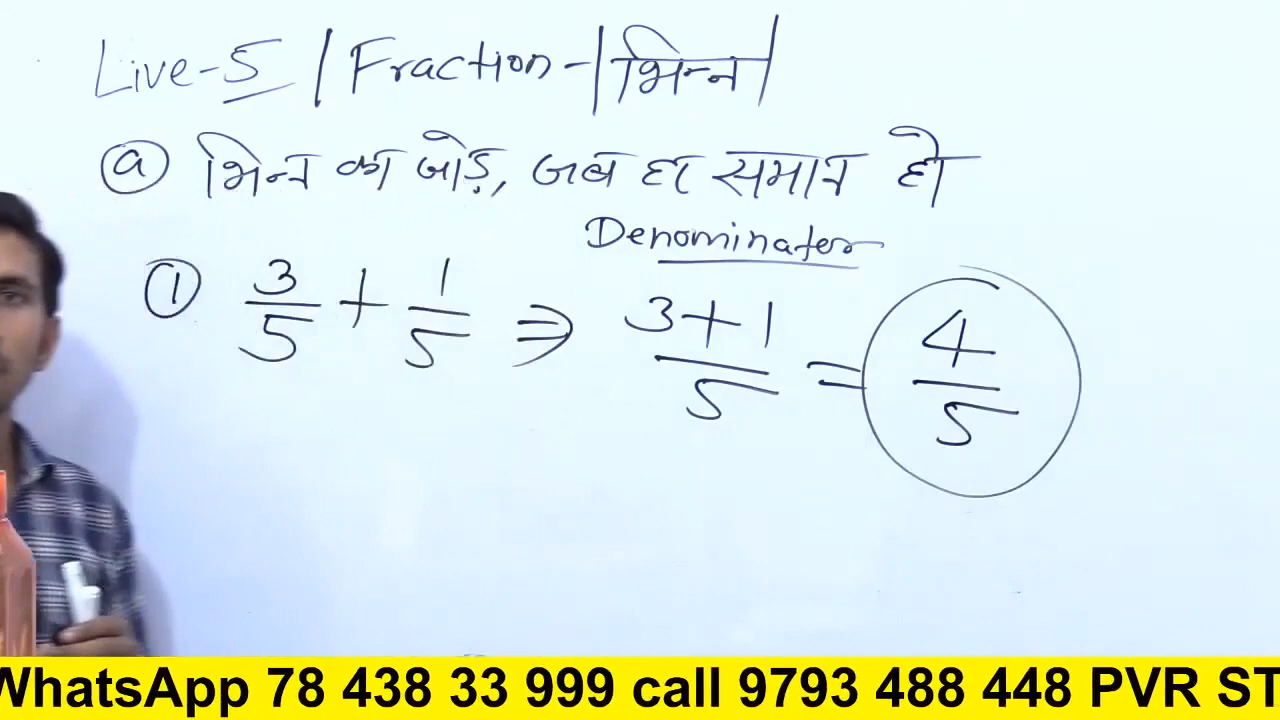 Live-5 / Fraction - | भिन्न |
(a) भिन्न का जोड़, जब हर समान हो
Denominator
(1) 3/5 + 1/5 ⇒ (3+1)/5 = 4/5
WhatsApp 78 438 33 999 call 9793 488 448 PVR ST